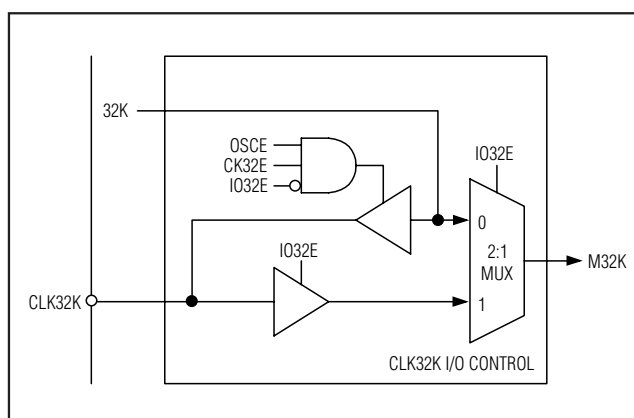 32K
OSCE
CK32E
IO32E
IO32E
0
2:1
MUX
M32K
IO32E
CLK32K
1
CLK32K I/O CONTROL